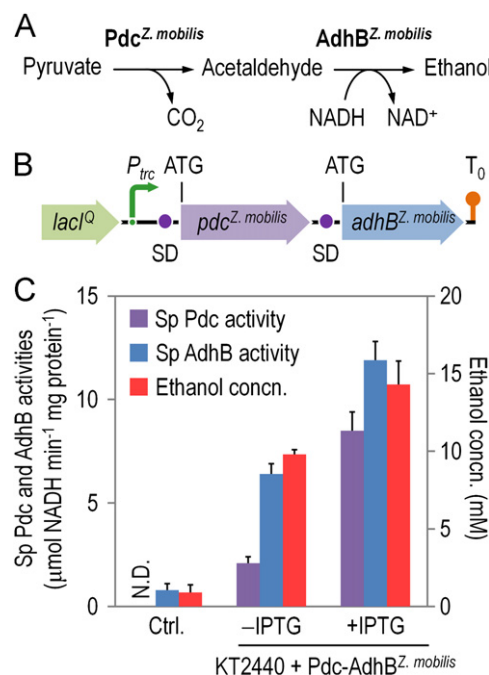 A
Pdc^Z. mobilis AdhB^Z. mobilis
Pyruvate Acetaldehyde Ethanol
CO₂ NADH NAD⁺
B
P_trc ATG ATG T₀
lacI^Q pdc^Z. mobilis adhB^Z. mobilis
SD SD
C
Sp Pdc and AdhB activities
(µmol NADH min⁻¹ mg protein⁻¹)
15
10
5
0
Sp Pdc activity
Sp AdhB activity
Ethanol concn.
20
15
10
5
0
Ethanol concn.
(mM)
N.D.
Ctrl. –IPTG +IPTG
KT2440 + Pdc-AdhB^Z. mobilis